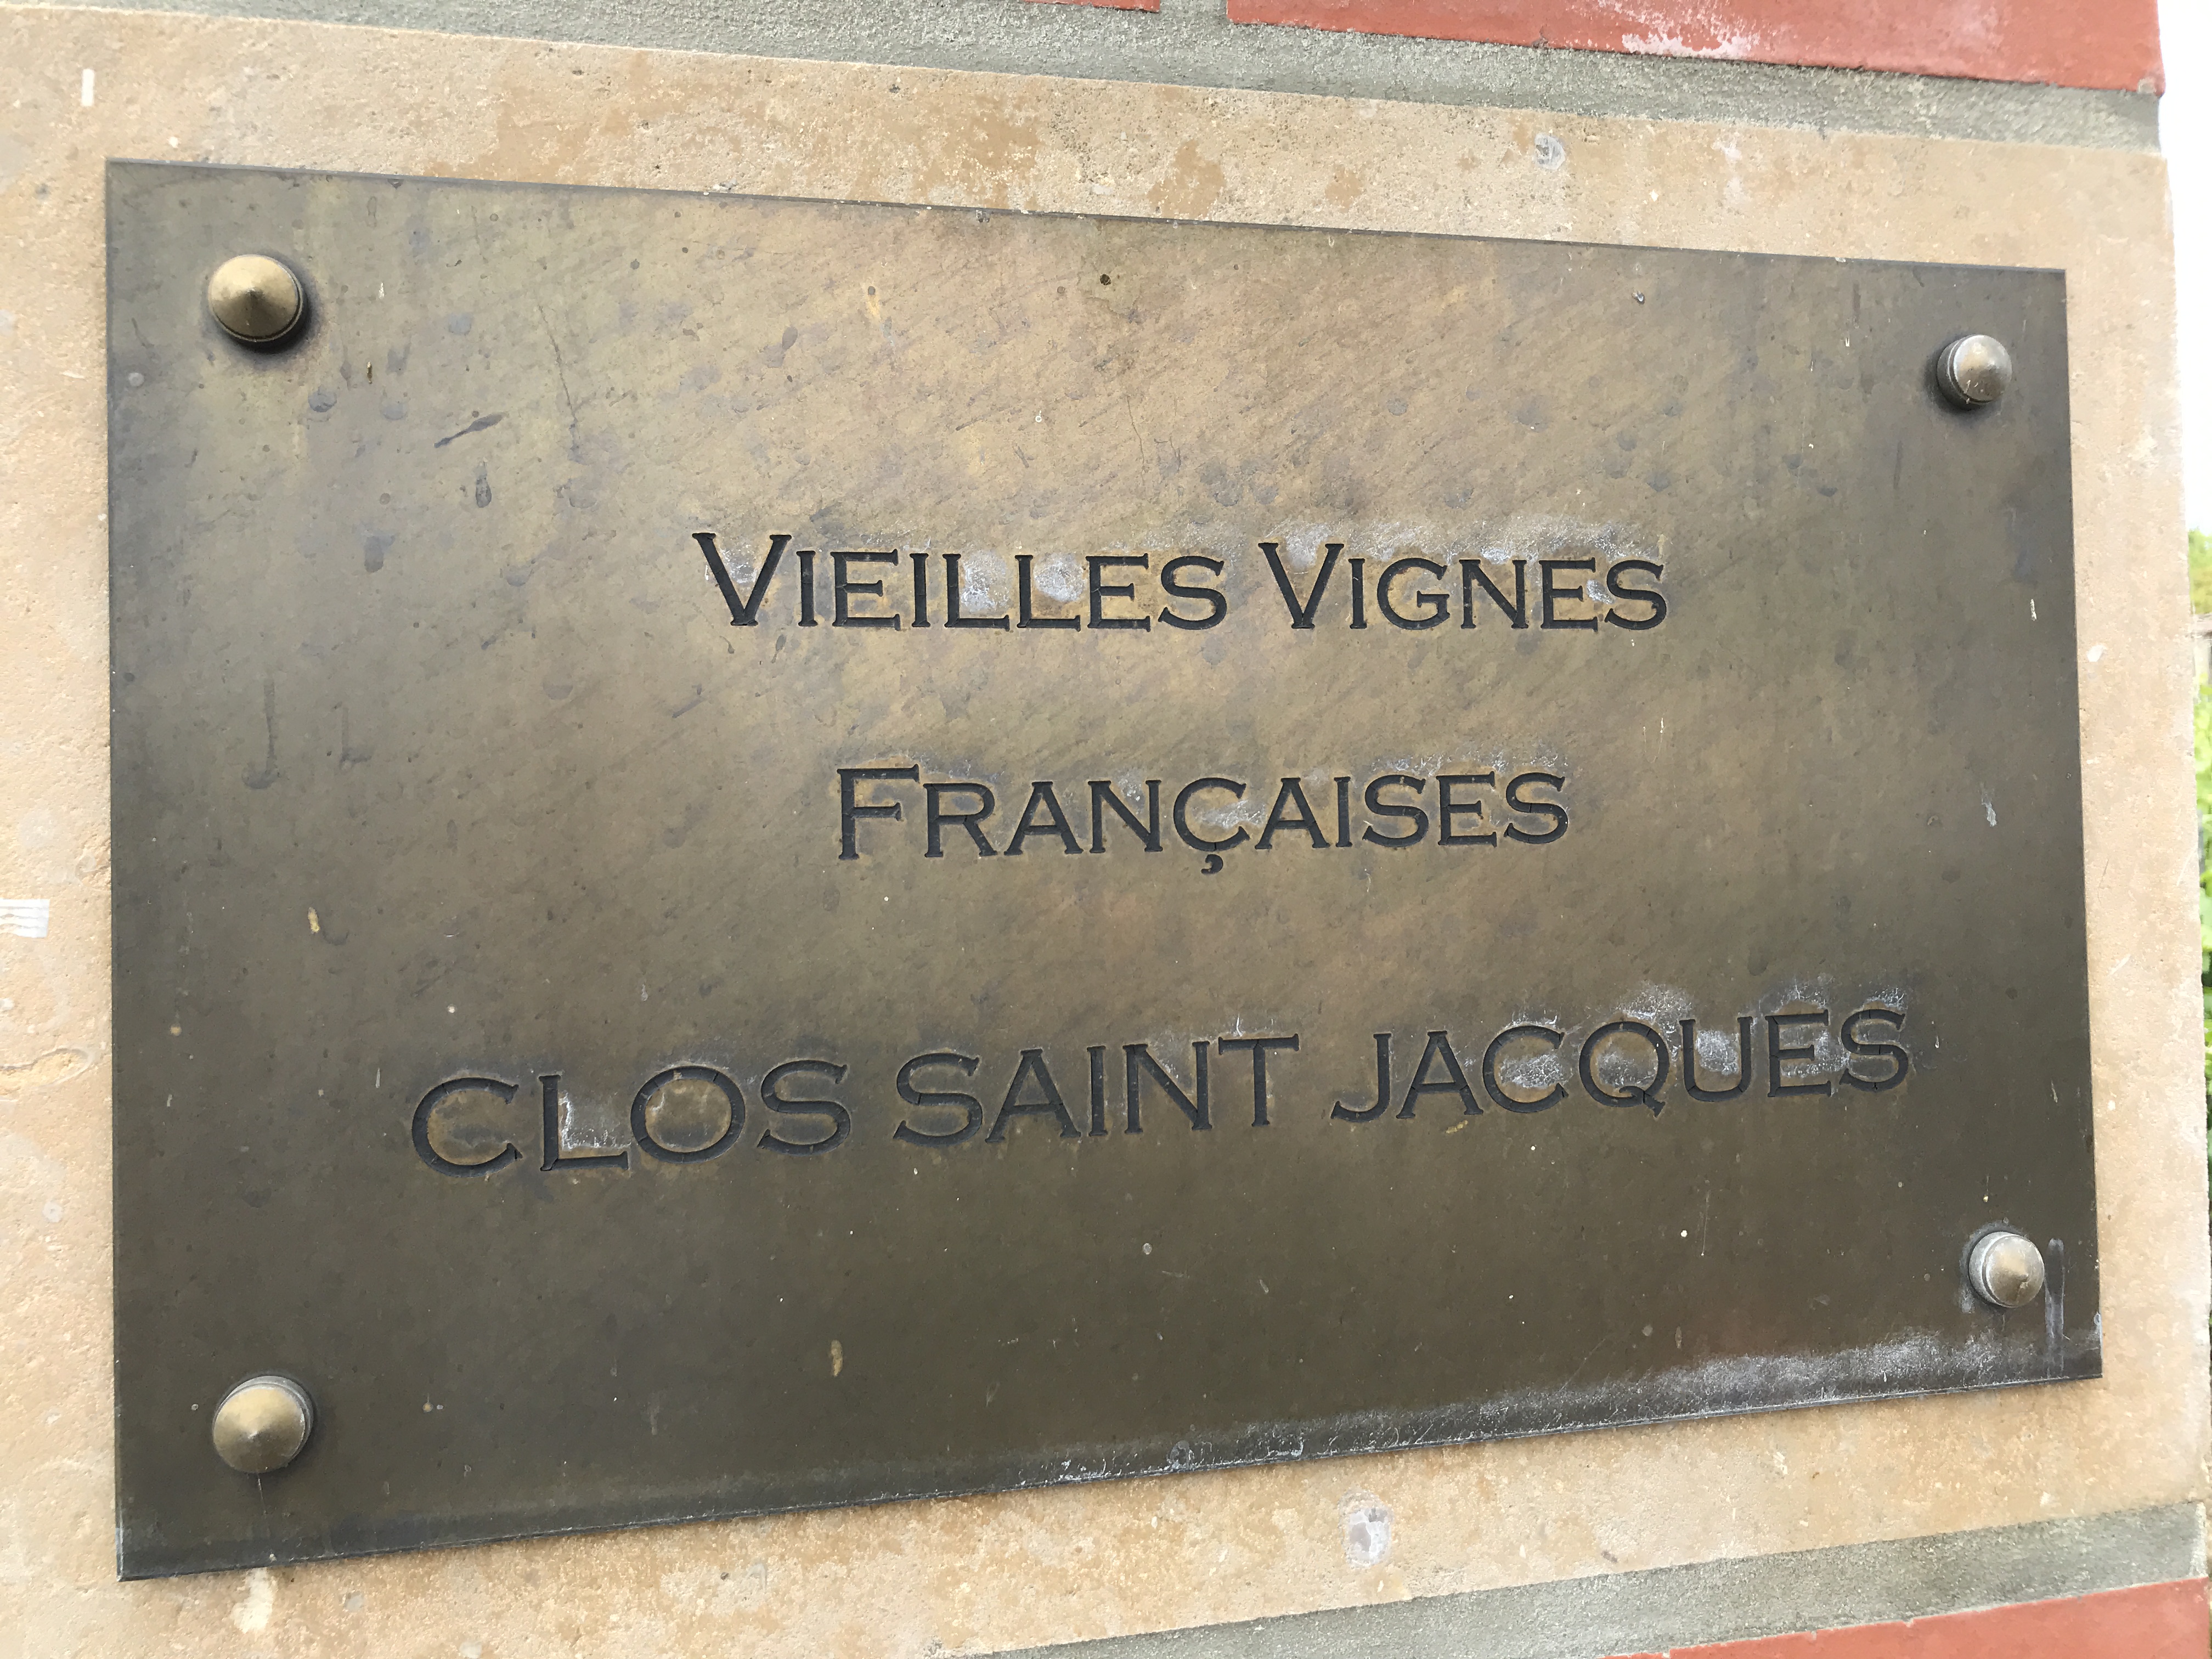 Vieilles Vignes
Françaises
CLOS SAINT JACQUES